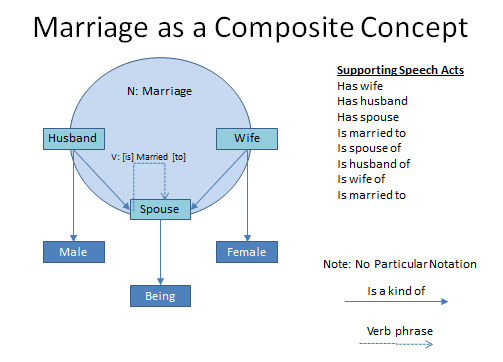 Marriage as a Composite Concept
N: Marriage
Husband
Wife
V: [is] Married [to]
Spouse
Male
Female
Being
Supporting Speech Acts
Has wife
Has husband
Has spouse
Is married to
Is spouse of
Is husband of
Is wife of
Is married to
Note: No Particular Notation
Is a kind of
Verb phrase